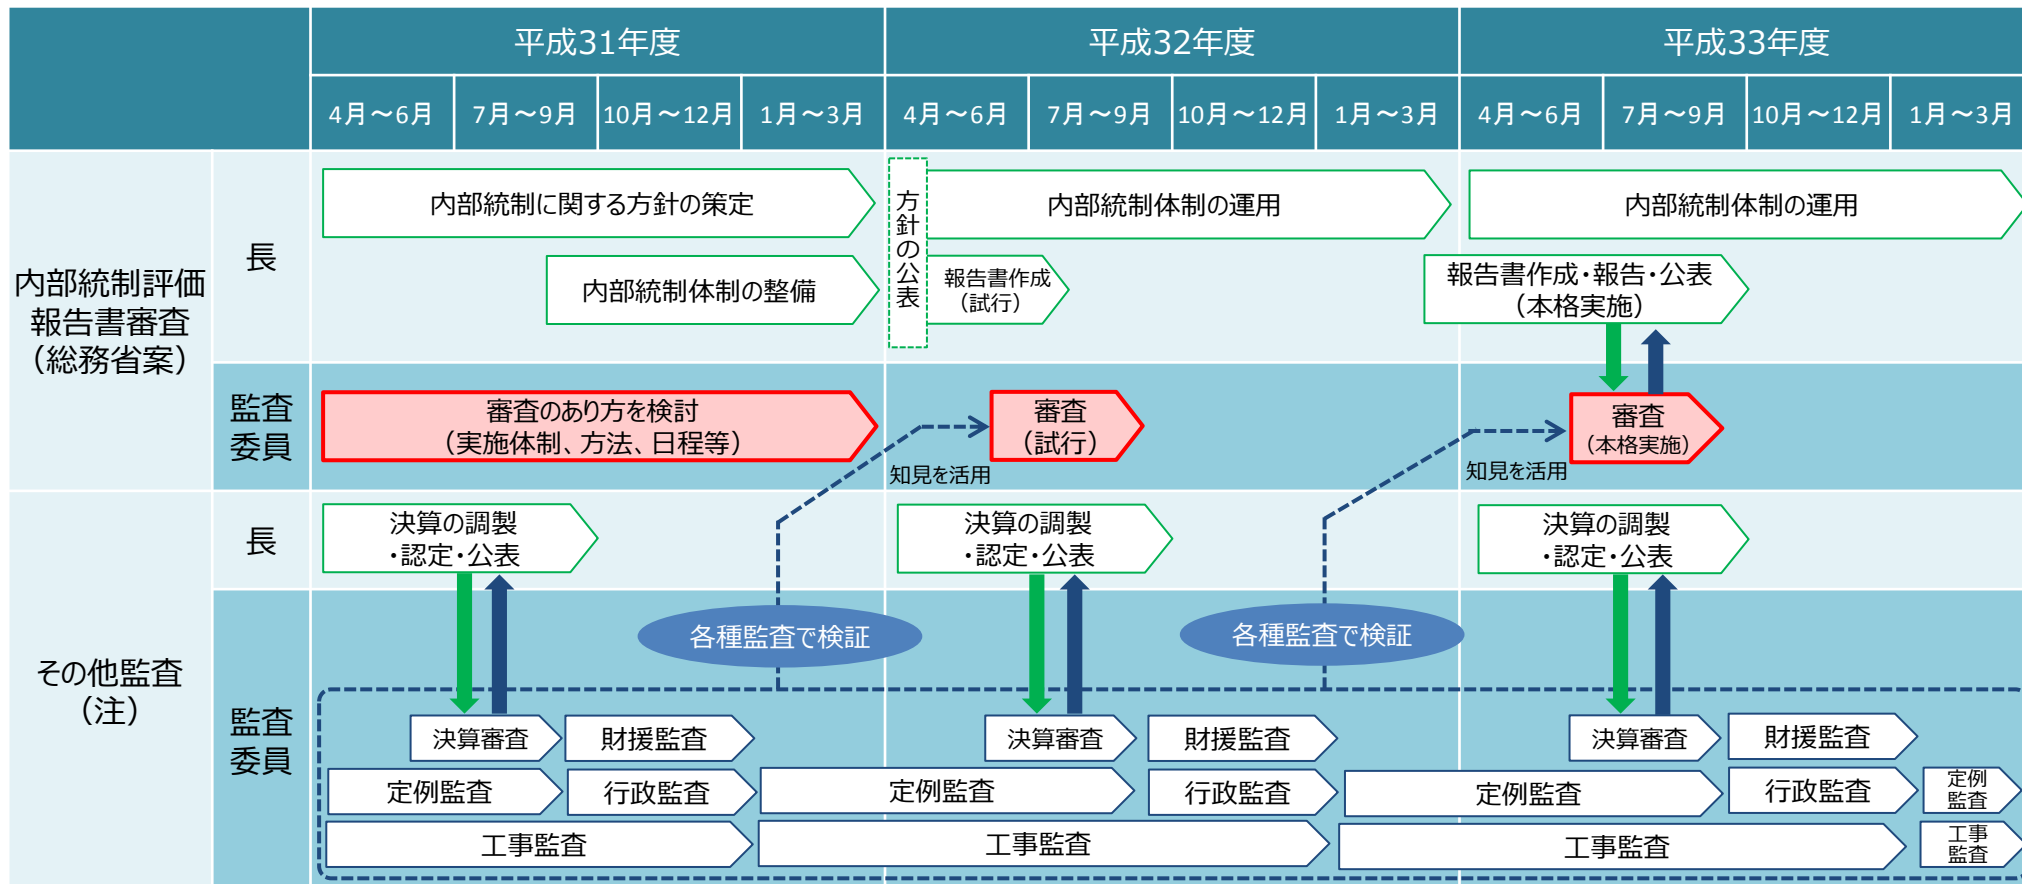 平成31年度
平成32年度
平成33年度
4月～6月
7月～9月
10月～12月
1月～3月
4月～6月
7月～9月
10月～12月
1月～3月
4月～6月
7月～9月
10月～12月
1月～3月
内部統制評価
報告書審査
（総務省案）
長
内部統制に関する方針の策定
内部統制体制の整備
方針の公表
内部統制体制の運用
報告書作成
（試行）
内部統制体制の運用
報告書作成・報告・公表
（本格実施）
監査
委員
審査のあり方を検討
（実施体制、方法、日程等）
知見を活用
審査
（試行）
知見を活用
審査
（本格実施）
その他監査
（注）
長
決算の調製
・認定・公表
決算の調製
・認定・公表
決算の調製
・認定・公表
監査
委員
各種監査で検証
各種監査で検証
決算審査
財援監査
決算審査
財援監査
決算審査
財援監査
定例監査
行政監査
定例監査
行政監査
定例監査
行政監査
定例
監査
工事監査
工事監査
工事監査
工事
監査